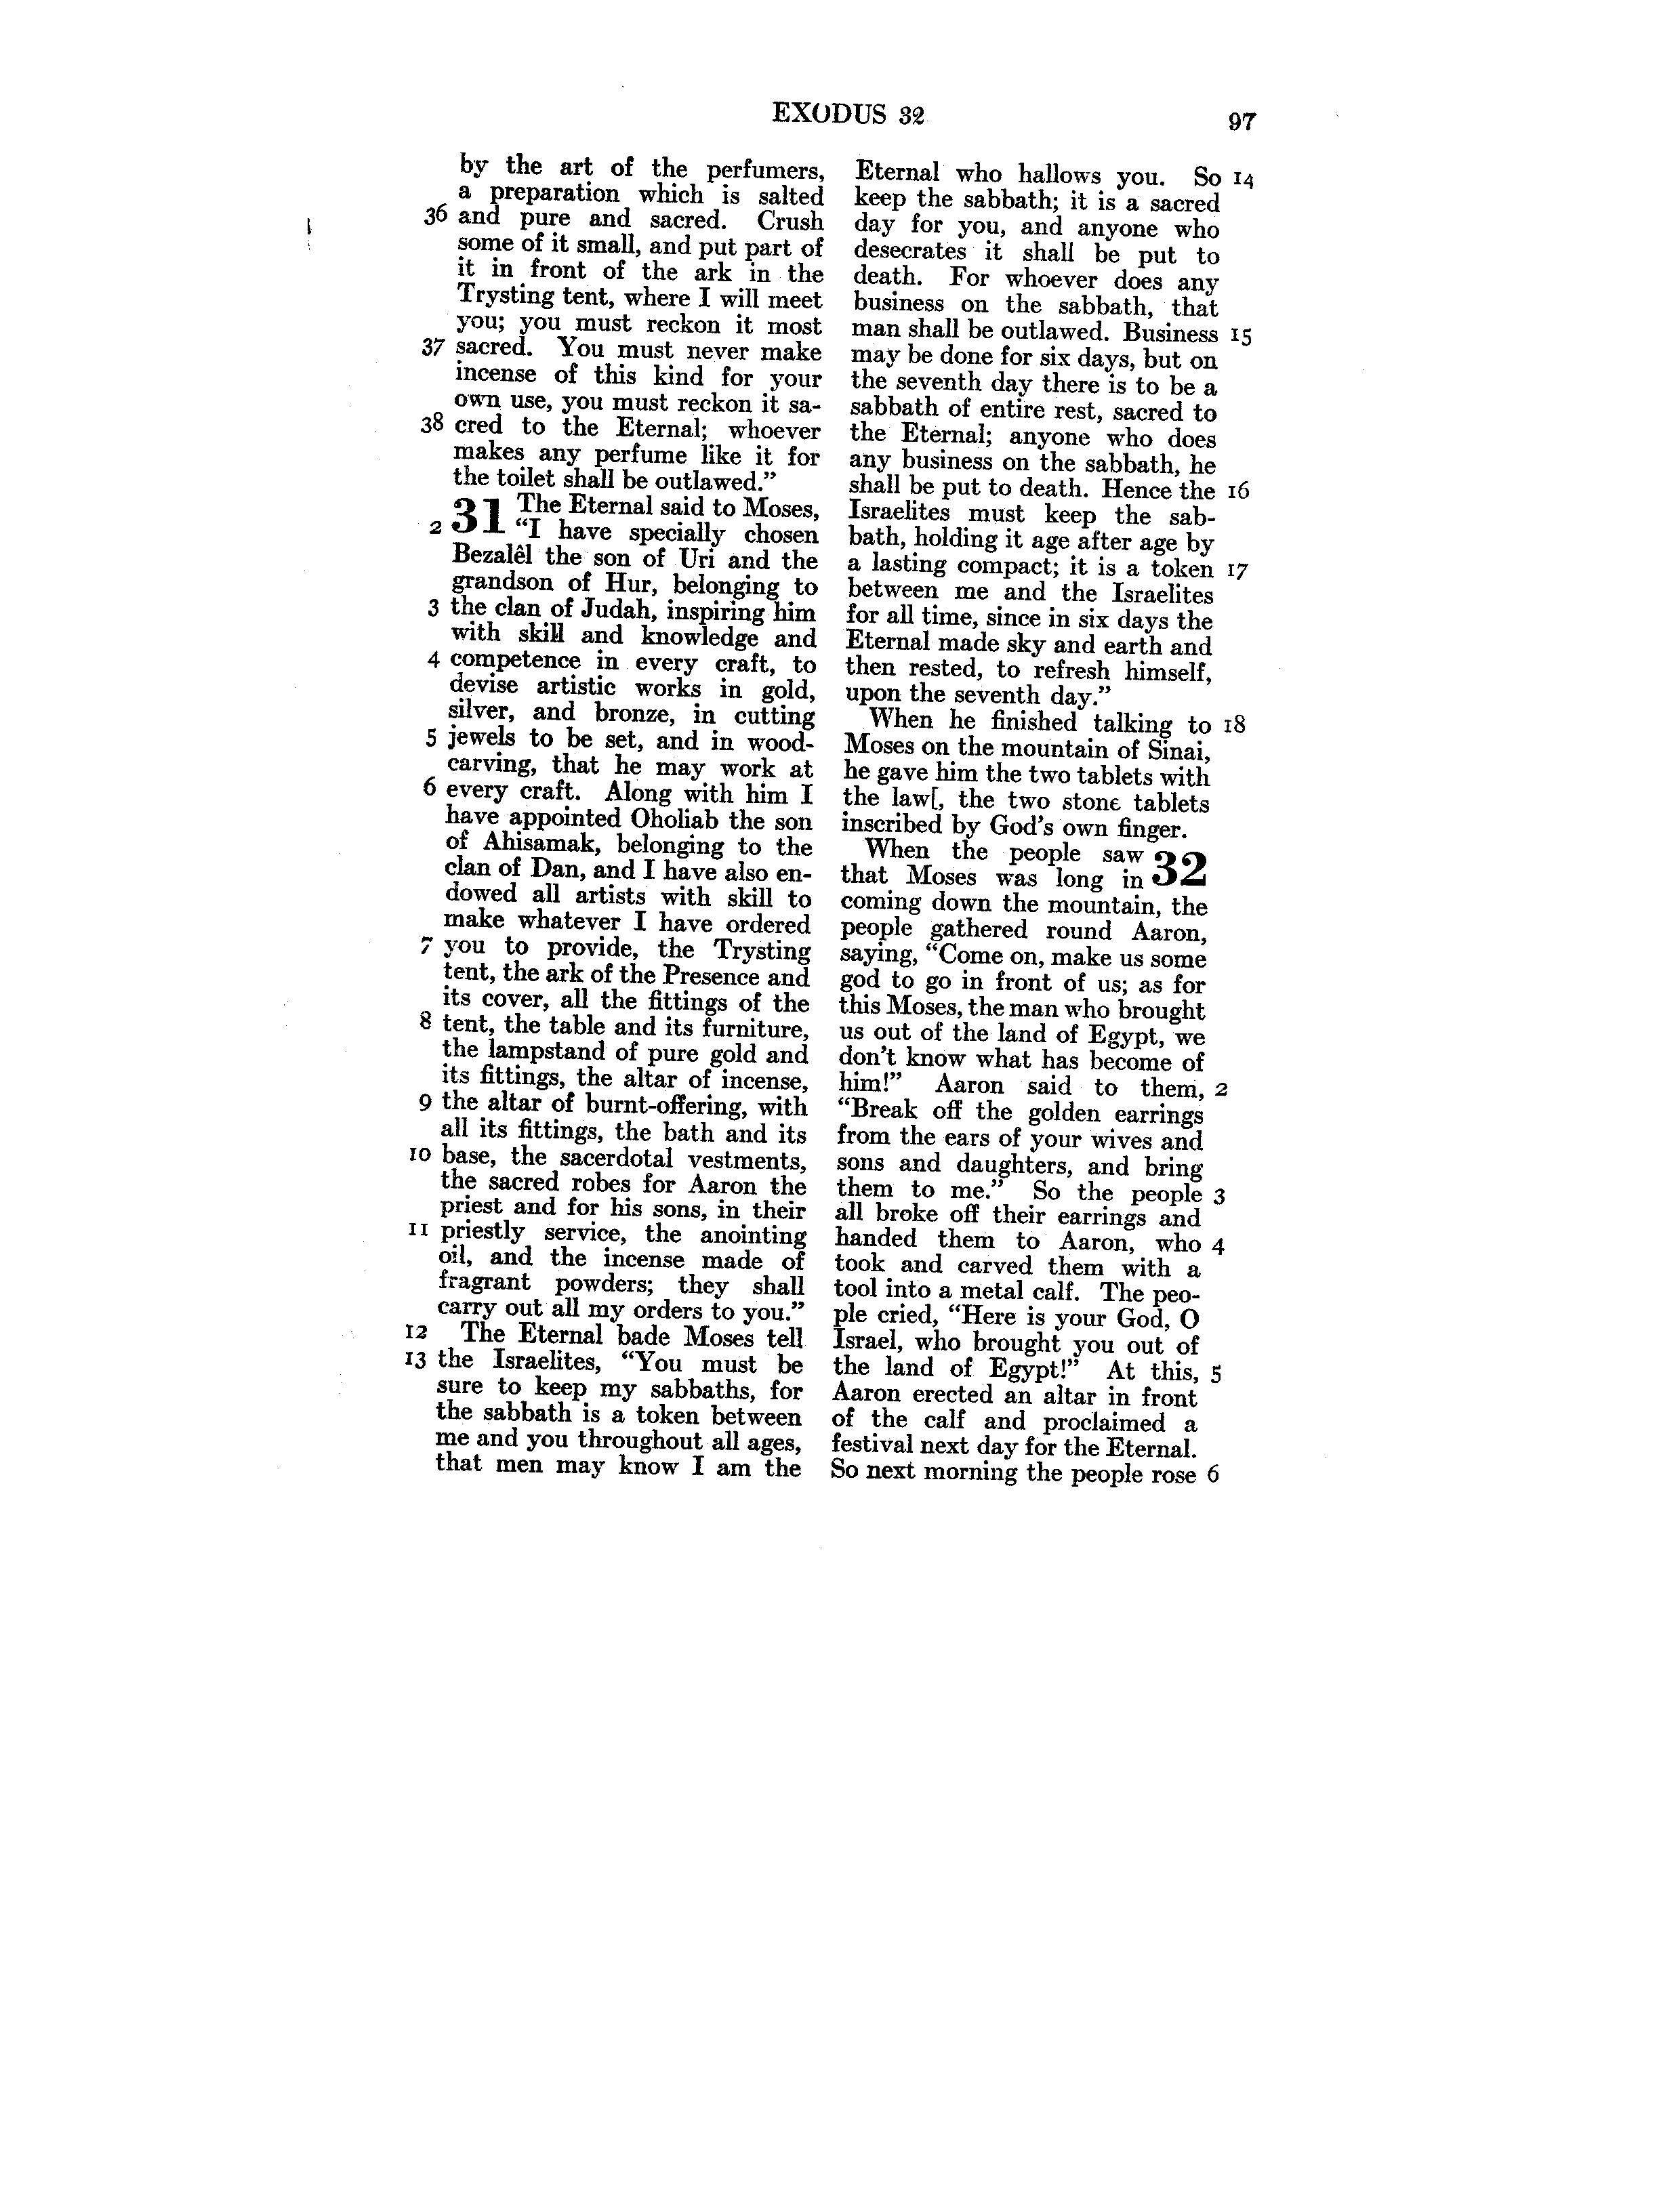 EXODUS 32
97
by the art of the perfumers,
a preparation which is salted
36 and pure and sacred. Crush
some of it small, and put part of
it in front of the ark in the
Trysting tent, where I will meet
you; you must reckon it most
37 sacred. You must never make
incense of this kind for your
own use, you must reckon it sa-
38 cred to the Eternal; whoever
makes any perfume like it for
the toilet shall be outlawed.”
31 The Eternal said to Moses,
2 “I have specially chosen
Bezalêl the son of Uri and the
grandson of Hur, belonging to
3 the clan of Judah, inspiring him
with skill and knowledge and
4 competence in every craft, to
devise artistic works in gold,
silver, and bronze, in cutting
5 jewels to be set, and in wood-
carving, that he may work at
6 every craft. Along with him I
have appointed Oholiab the son
of Ahisamak, belonging to the
clan of Dan, and I have also en-
dowed all artists with skill to
make whatever I have ordered
7 you to provide, the Trysting
tent, the ark of the Presence and
its cover, all the fittings of the
8 tent, the table and its furniture,
the lampstand of pure gold and
its fittings, the altar of incense,
9 the altar of burnt-offering, with
all its fittings, the bath and its
10 base, the sacerdotal vestments,
the sacred robes for Aaron the
priest and for his sons, in their
11 priestly service, the anointing
oil, and the incense made of
fragrant powders; they shall
carry out all my orders to you.”
12 The Eternal bade Moses tell
13 the Israelites, “You must be
sure to keep my sabbaths, for
the sabbath is a token between
me and you throughout all ages,
that men may know I am the
Eternal who hallows you. So 14
keep the sabbath; it is a sacred
day for you, and anyone who
desecrates it shall be put to
death. For whoever does any
business on the sabbath, that
man shall be outlawed. Business 15
may be done for six days, but on
the seventh day there is to be a
sabbath of entire rest, sacred to
the Eternal; anyone who does
any business on the sabbath, he
shall be put to death. Hence the 16
Israelites must keep the sab-
bath, holding it age after age by
a lasting compact; it is a token 17
between me and the Israelites
for all time, since in six days the
Eternal made sky and earth and
then rested, to refresh himself,
upon the seventh day.”
When he finished talking to 18
Moses on the mountain of Sinai,
he gave him the two tablets with
the law[, the two stone tablets
inscribed by God’s own finger.
When the people saw 32
that Moses was long in
coming down the mountain, the
people gathered round Aaron,
saying, “Come on, make us some
god to go in front of us; as for
this Moses, the man who brought
us out of the land of Egypt, we
don’t know what has become of
him!” Aaron said to them, 2
“Break off the golden earrings
from the ears of your wives and
sons and daughters, and bring
them to me.” So the people 3
all broke off their earrings and
handed them to Aaron, who 4
took and carved them with a
tool into a metal calf. The peo-
ple cried, “Here is your God, O
Israel, who brought you out of
the land of Egypt!” At this, 5
Aaron erected an altar in front
of the calf and proclaimed a
festival next day for the Eternal.
So next morning the people rose 6